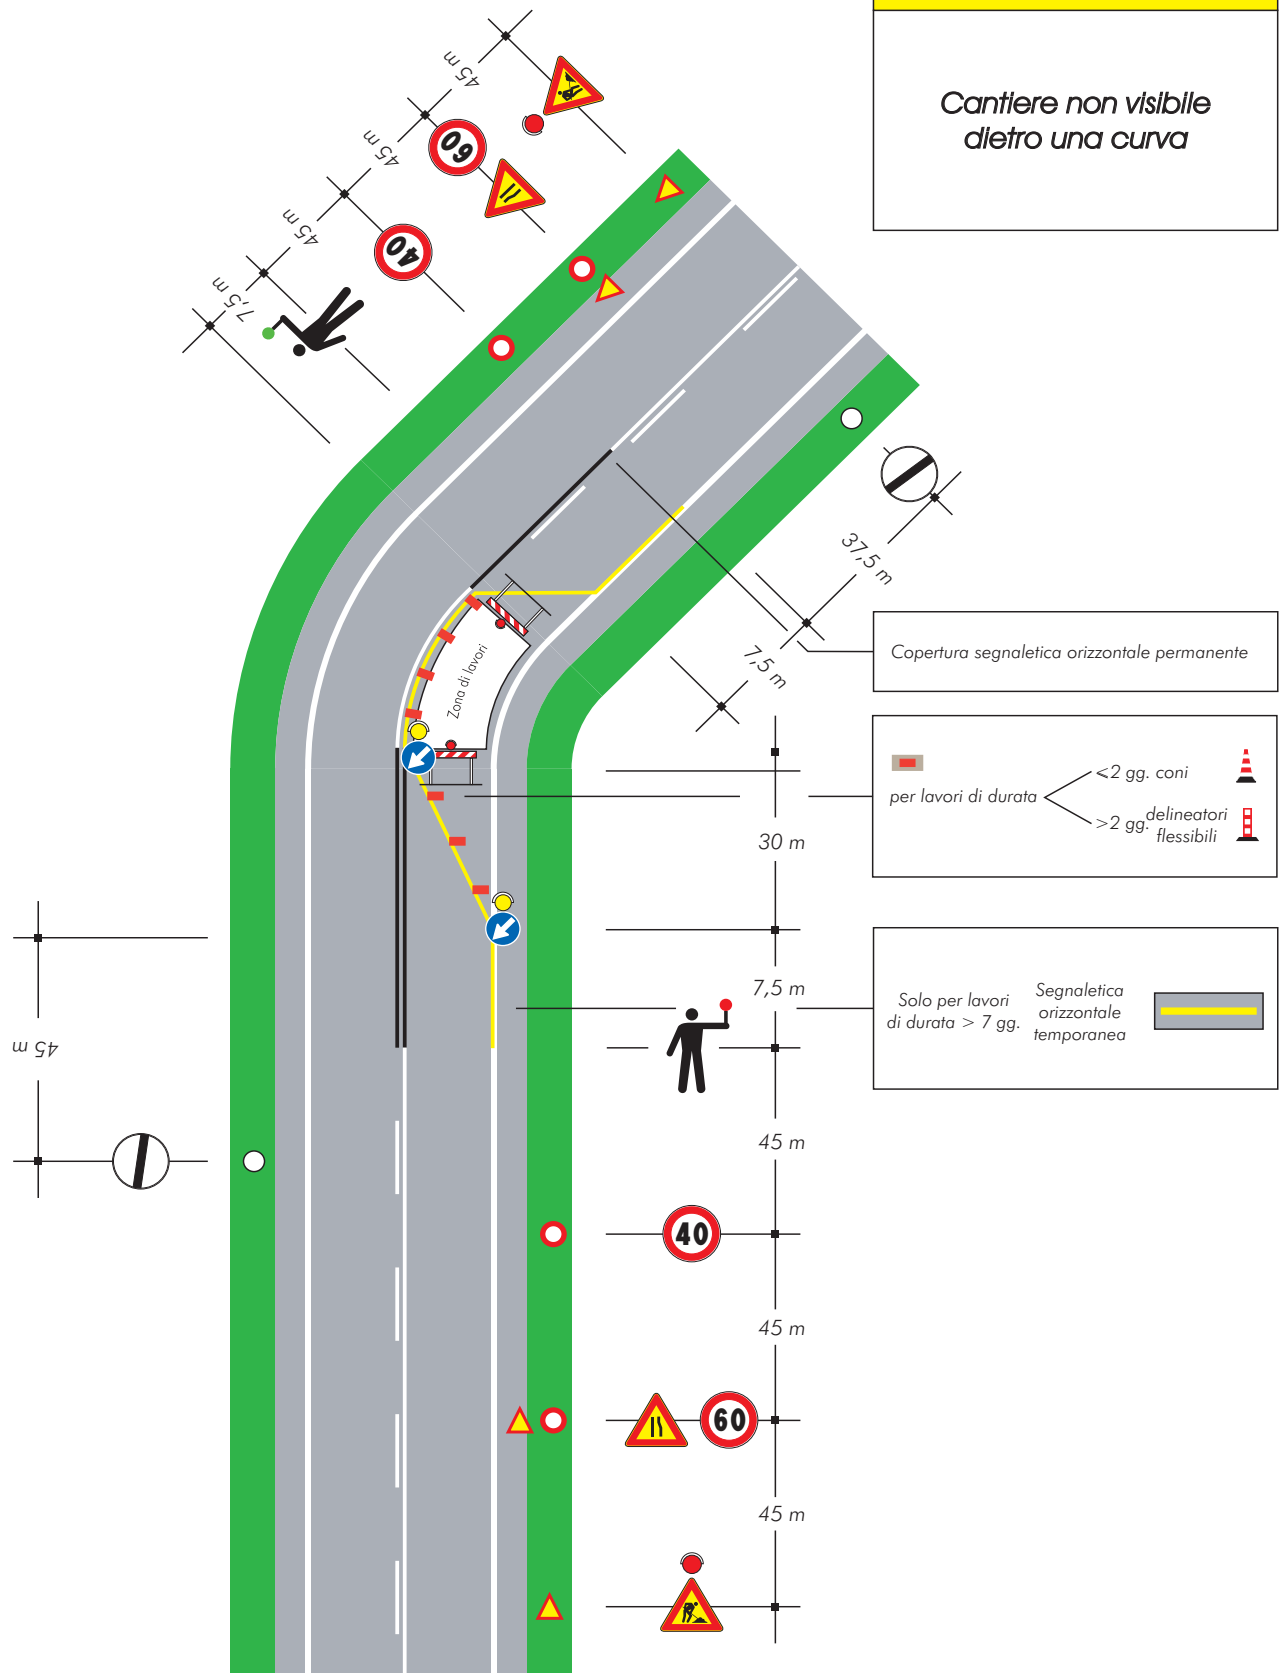 Cantiere non visibile
dietro una curva
45 m
60
45 m
40
45 m
7,5 m
37,5 m
7,5 m
Copertura segnaletica orizzontale permanente
Zona di lavori
per lavori di durata
<2 gg. coni
>2 gg. delineatori
flessibili
30 m
7,5 m
Solo per lavori
di durata > 7 gg.
Segnaletica
orizzontale
temporanea
45 m
45 m
40
45 m
60
45 m